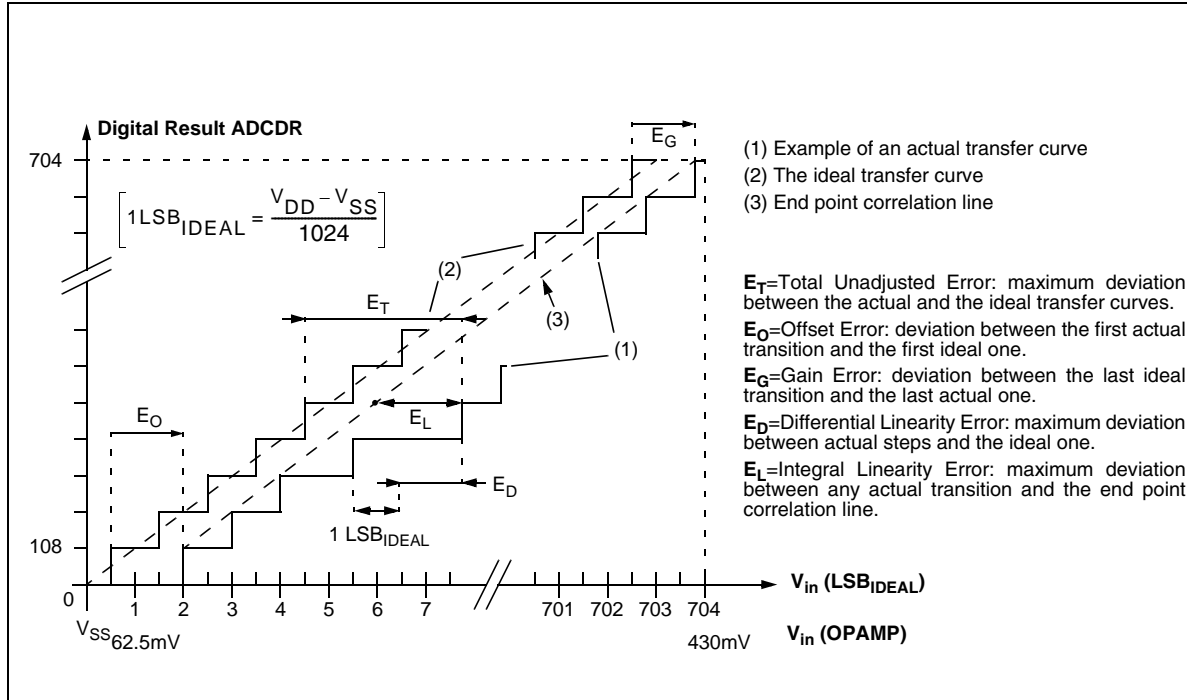 Digital Result ADCDR
704
108
0
[1LSB_IDEAL = (V_DD – V_SS) / 1024]
E_G
(2)
E_T
(3)
(1)
E_O
E_L
E_D
1 LSB_IDEAL
1 2 3 4 5 6 7 701 702 703 704
V_in (LSB_IDEAL)
V_SS 62.5mV
430mV
V_in (OPAMP)
(1) Example of an actual transfer curve
(2) The ideal transfer curve
(3) End point correlation line
E_T=Total Unadjusted Error: maximum deviation
between the actual and the ideal transfer curves.
E_O=Offset Error: deviation between the first actual
transition and the first ideal one.
E_G=Gain Error: deviation between the last ideal
transition and the last actual one.
E_D=Differential Linearity Error: maximum deviation
between actual steps and the ideal one.
E_L=Integral Linearity Error: maximum deviation
between any actual transition and the end point
correlation line.